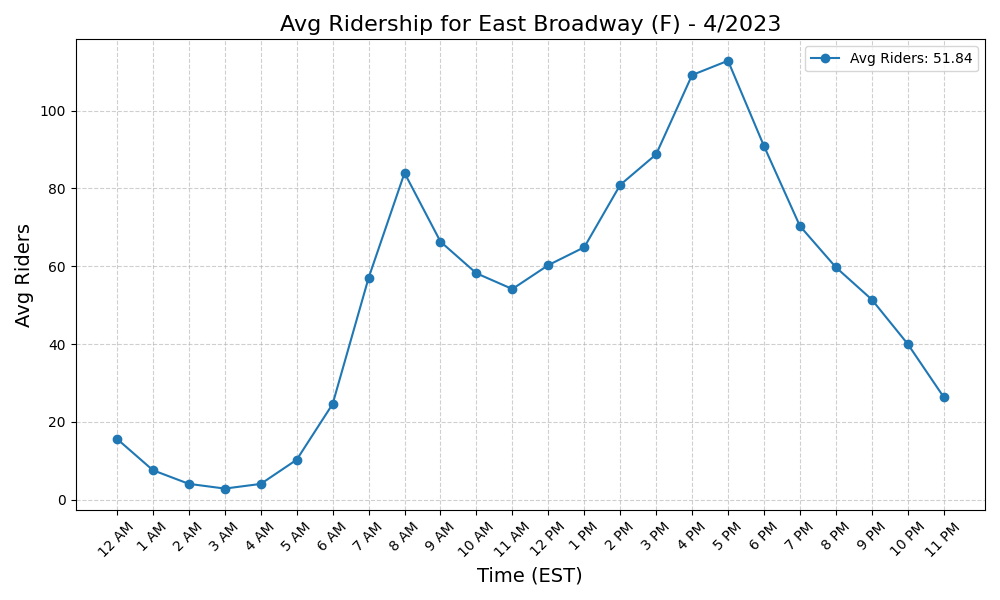 Avg Ridership for East Broadway (F) - 4/2023
Avg Riders: 51.84
Avg Riders
100
80
60
40
20
0
12 AM
1 AM
2 AM
3 AM
4 AM
5 AM
6 AM
7 AM
8 AM
9 AM
10 AM
11 AM
12 PM
1 PM
2 PM
3 PM
4 PM
5 PM
6 PM
7 PM
8 PM
9 PM
10 PM
11 PM
Time (EST)